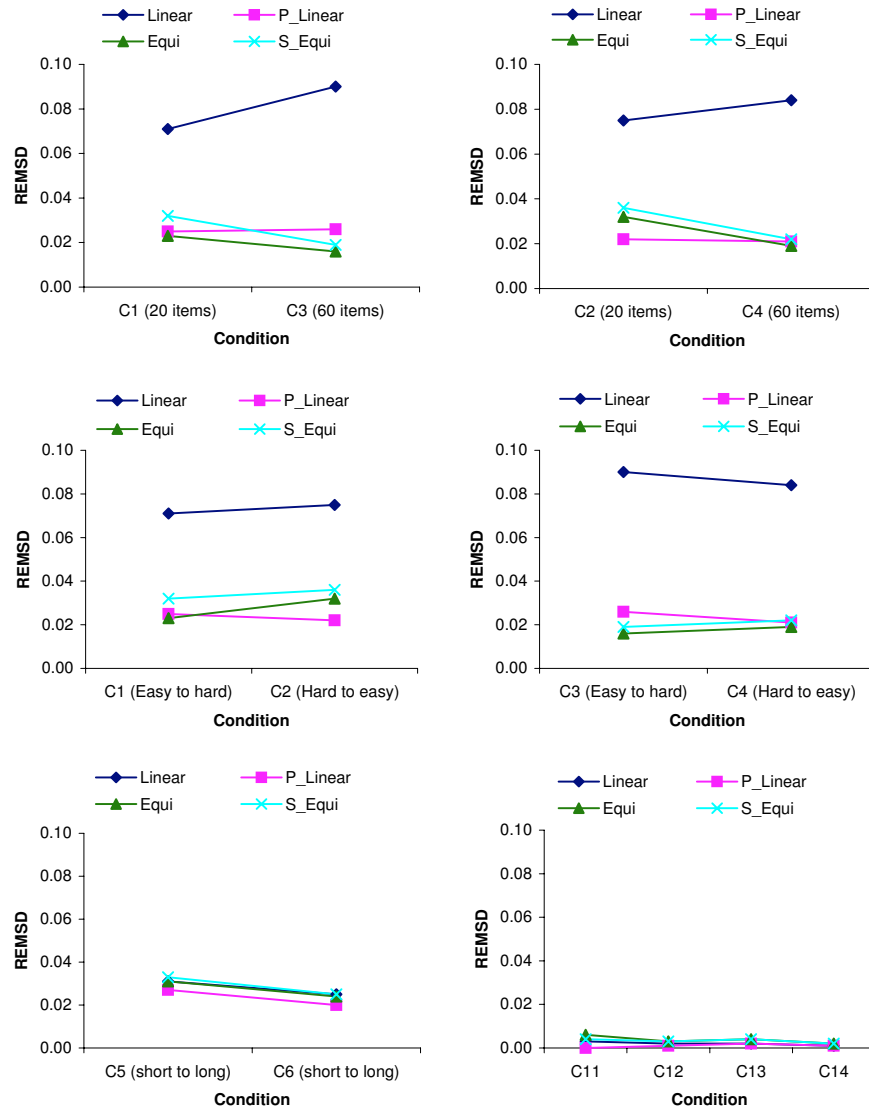 Linear P_Linear
Equi S_Equi
0.10
0.08
0.06
0.04
0.02
0.00
REMSD
C1 (20 items) C3 (60 items)
Condition
Linear P_Linear
Equi S_Equi
0.10
0.08
0.06
0.04
0.02
0.00
REMSD
C2 (20 items) C4 (60 items)
Condition
Linear P_Linear
Equi S_Equi
0.10
0.08
0.06
0.04
0.02
0.00
REMSD
C1 (Easy to hard) C2 (Hard to easy)
Condition
Linear P_Linear
Equi S_Equi
0.10
0.08
0.06
0.04
0.02
0.00
REMSD
C3 (Easy to hard) C4 (Hard to easy)
Condition
Linear P_Linear
Equi S_Equi
0.10
0.08
0.06
0.04
0.02
0.00
REMSD
C5 (short to long) C6 (short to long)
Condition
Linear P_Linear
Equi S_Equi
0.10
0.08
0.06
0.04
0.02
0.00
REMSD
C11 C12 C13 C14
Condition